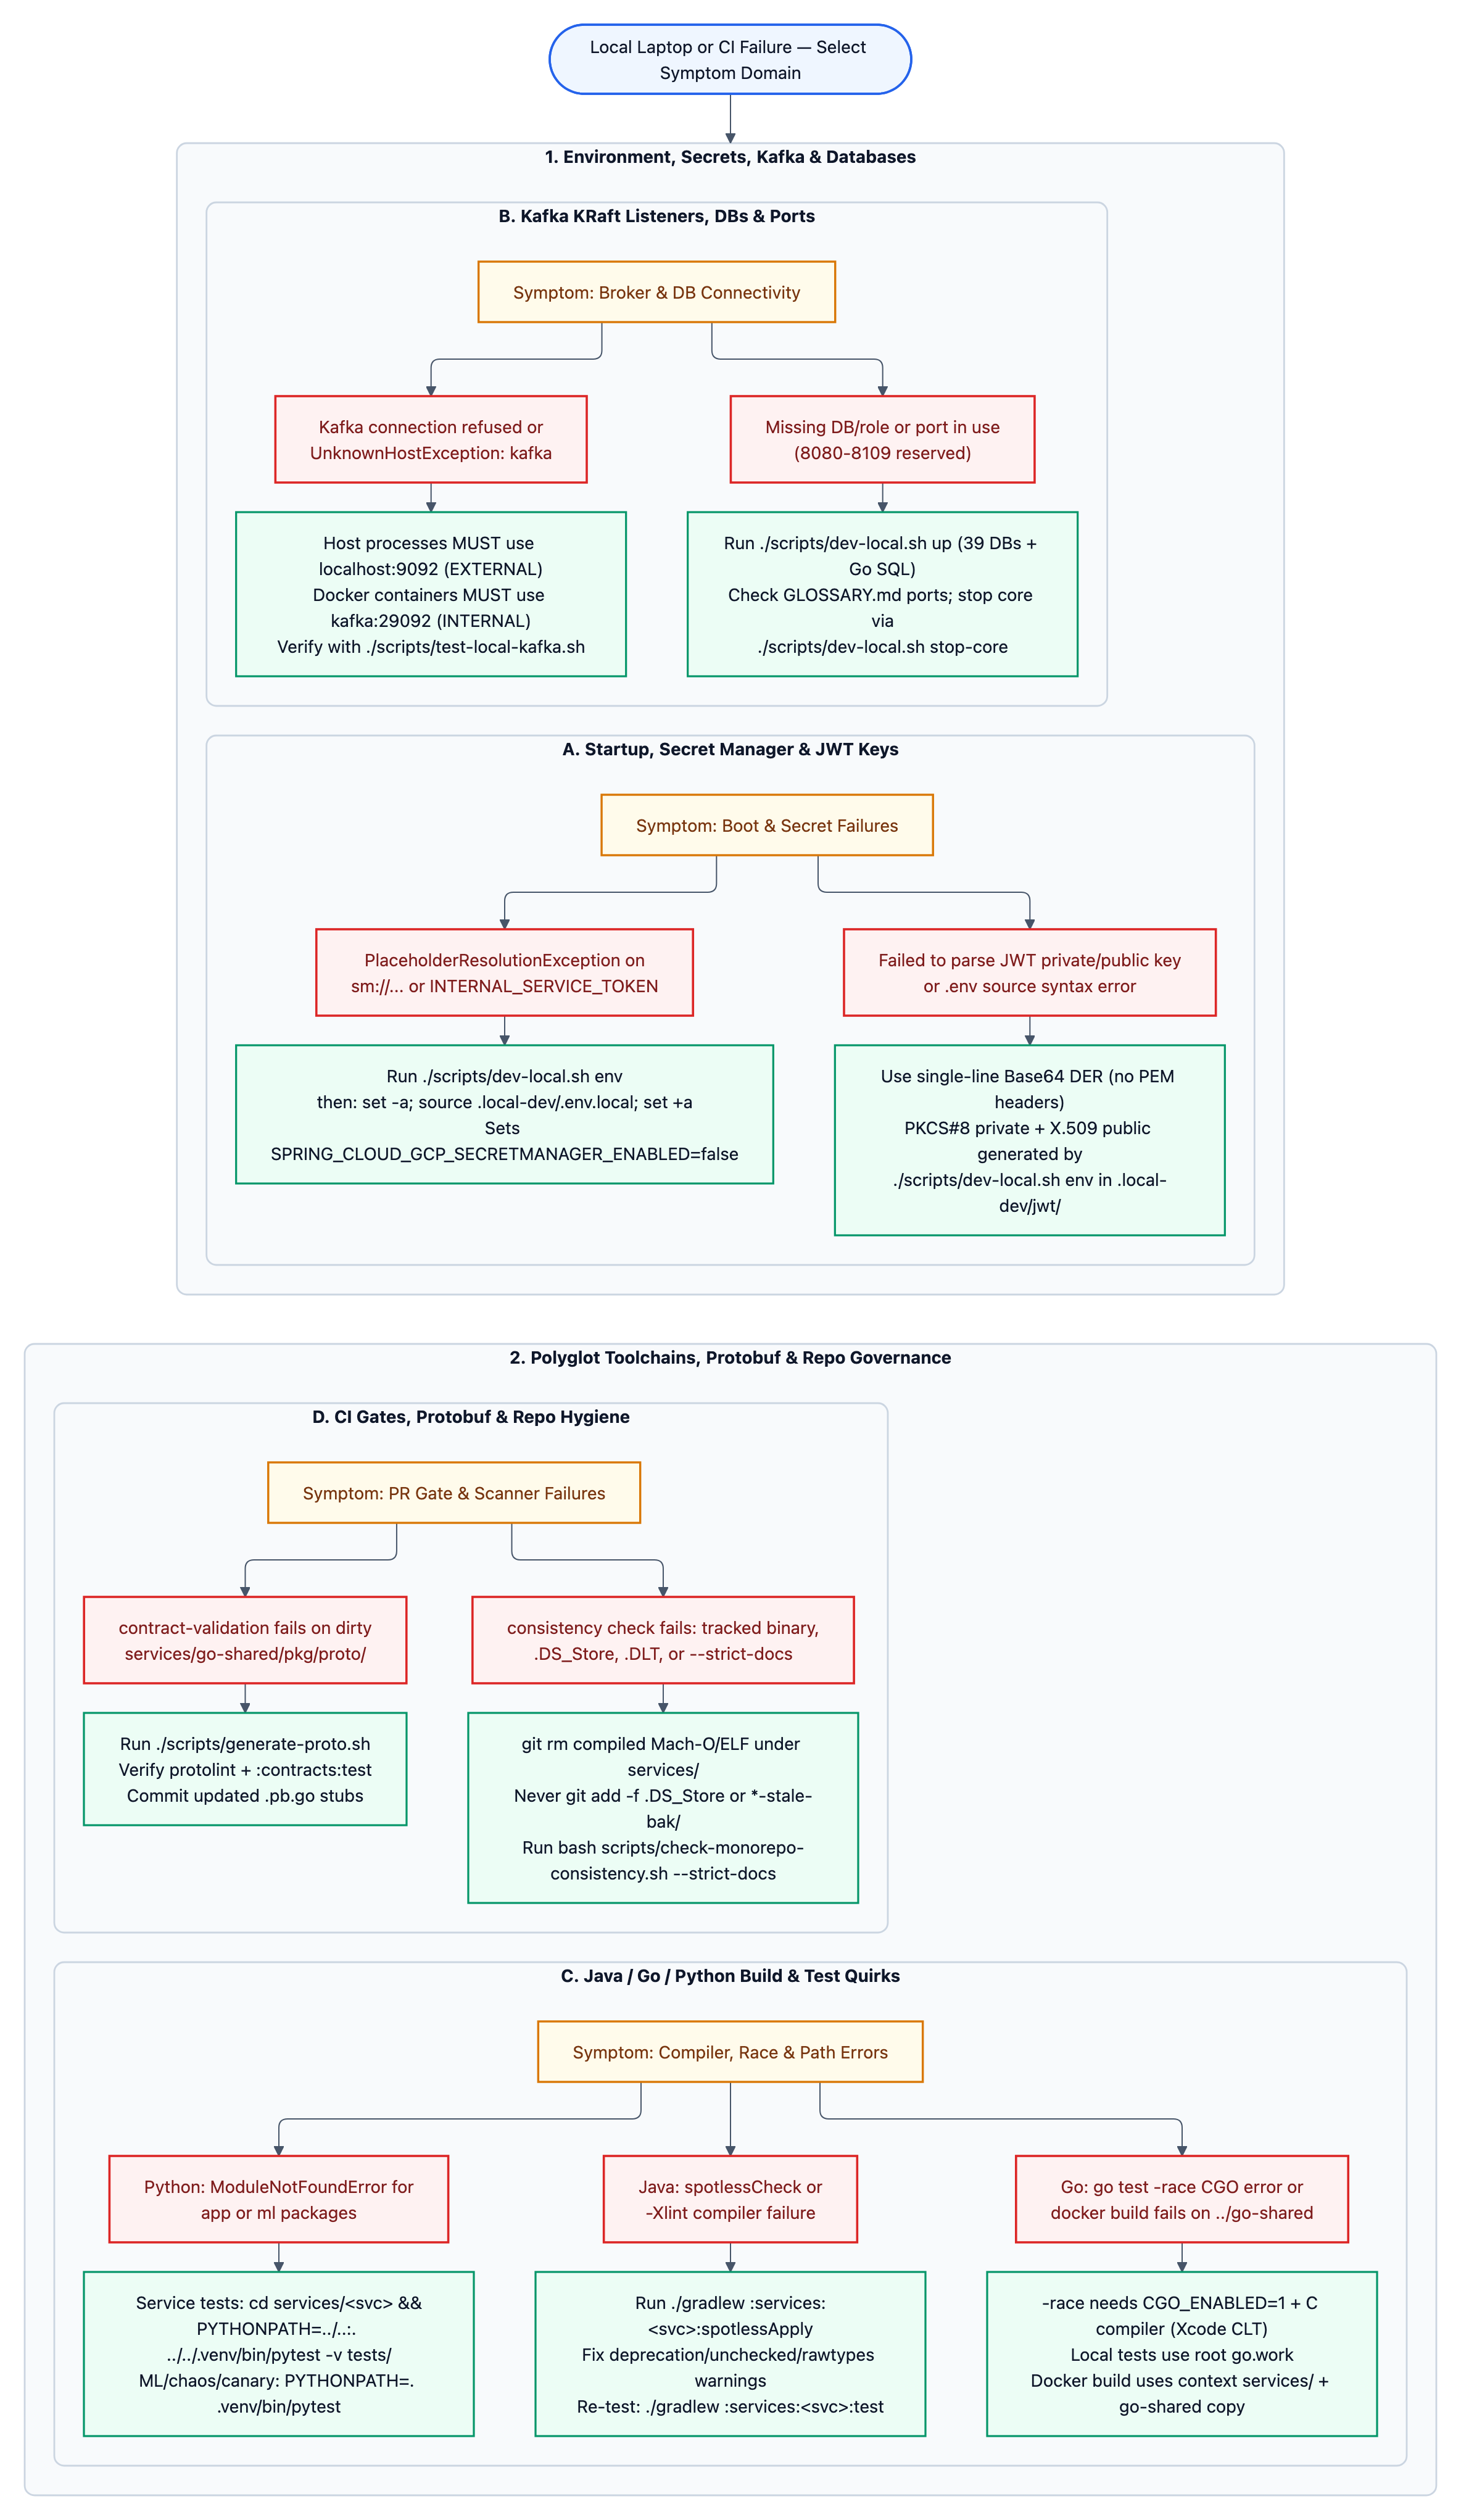 Local Laptop or CI Failure — Select
Symptom Domain
1. Environment, Secrets, Kafka & Databases
B. Kafka KRaft Listeners, DBs & Ports
Symptom: Broker & DB Connectivity
Kafka connection refused or
UnknownHostException: kafka
Missing DB/role or port in use
(8080-8109 reserved)
Host processes MUST use
localhost:9092 (EXTERNAL)
Docker containers MUST use
kafka:29092 (INTERNAL)
Verify with ./scripts/test-local-kafka.sh
Run ./scripts/dev-local.sh up (39 DBs +
Go SQL)
Check GLOSSARY.md ports; stop core
via
./scripts/dev-local.sh stop-core
A. Startup, Secret Manager & JWT Keys
Symptom: Boot & Secret Failures
PlaceholderResolutionException on
sm://... or INTERNAL_SERVICE_TOKEN
Failed to parse JWT private/public key
or .env source syntax error
Run ./scripts/dev-local.sh env
then: set -a; source .local-dev/.env.local; set +a
Sets
SPRING_CLOUD_GCP_SECRETMANAGER_ENABLED=false
Use single-line Base64 DER (no PEM
headers)
PKCS#8 private + X.509 public
generated by
./scripts/dev-local.sh env in .local-
dev/jwt/
2. Polyglot Toolchains, Protobuf & Repo Governance
D. CI Gates, Protobuf & Repo Hygiene
Symptom: PR Gate & Scanner Failures
contract-validation fails on dirty
services/go-shared/pkg/proto/
consistency check fails: tracked binary,
.DS_Store, .DLT, or --strict-docs
Run ./scripts/generate-proto.sh
Verify protolint + :contracts:test
Commit updated .pb.go stubs
git rm compiled Mach-O/ELF under
services/
Never git add -f .DS_Store or *-stale-
bak/
Run bash scripts/check-monorepo-
consistency.sh --strict-docs
C. Java / Go / Python Build & Test Quirks
Symptom: Compiler, Race & Path Errors
Python: ModuleNotFoundError for
app or ml packages
Java: spotlessCheck or
-Xlint compiler failure
Go: go test -race CGO error or
docker build fails on ../go-shared
Service tests: cd services/<svc> &&
PYTHONPATH=../..:.
../../.venv/bin/pytest -v tests/
ML/chaos/canary: PYTHONPATH=.
.venv/bin/pytest
Run ./gradlew :services:
<svc>:spotlessApply
Fix deprecation/unchecked/rawtypes
warnings
Re-test: ./gradlew :services:<svc>:test
-race needs CGO_ENABLED=1 + C
compiler (Xcode CLT)
Local tests use root go.work
Docker build uses context services/ +
go-shared copy